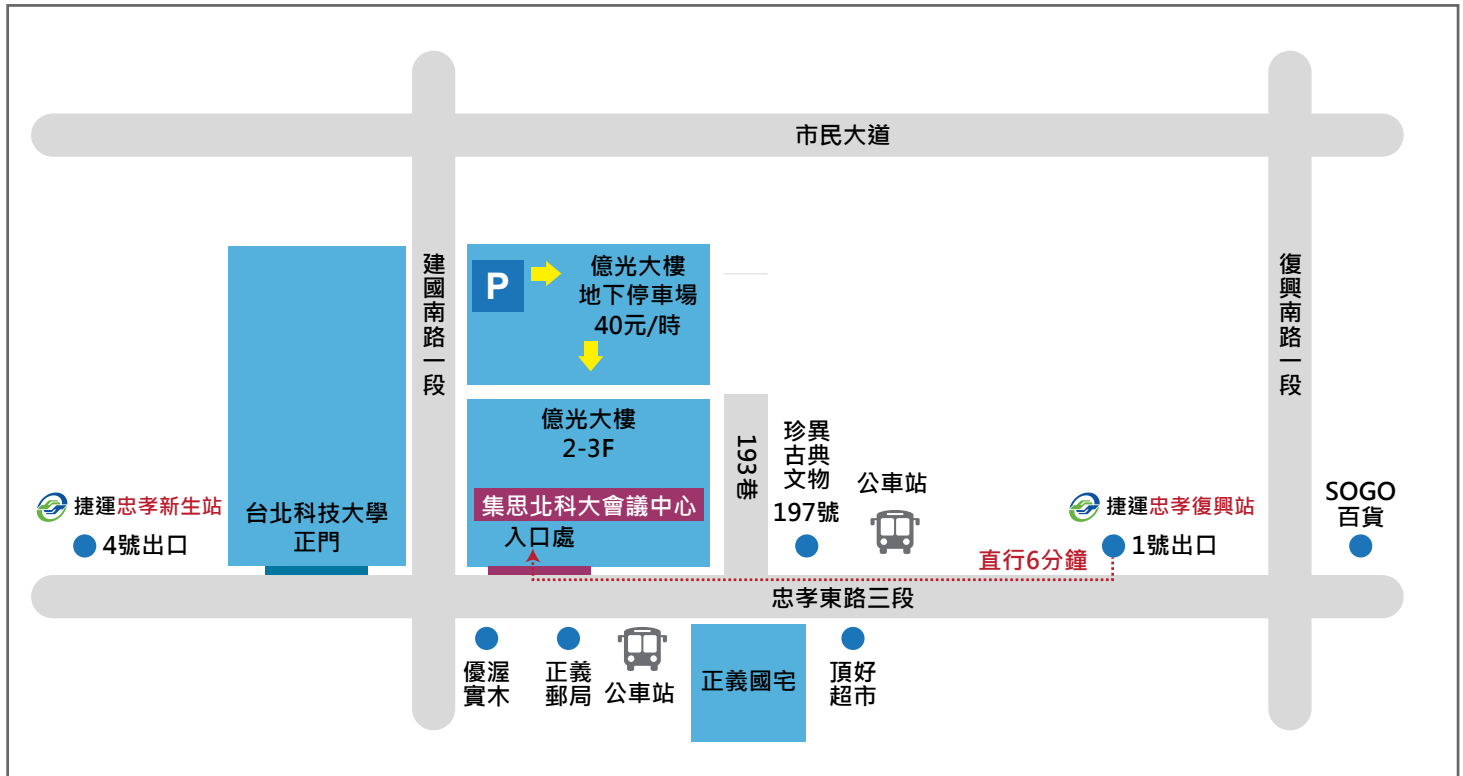 市民大道
建國南路一段
復興南路一段
P
億光大樓
地下停車場
40元/時
億光大樓
2-3F
集思北科大會議中心
入口處
193巷
珍異
古典
文物
197號
公車站
捷運忠孝新生站
4號出口
台北科技大學
正門
捷運忠孝復興站
1號出口
直行6分鐘
SOGO
百貨
忠孝東路三段
優渥
實木
正義
郵局
公車站
正義國宅
頂好
超市